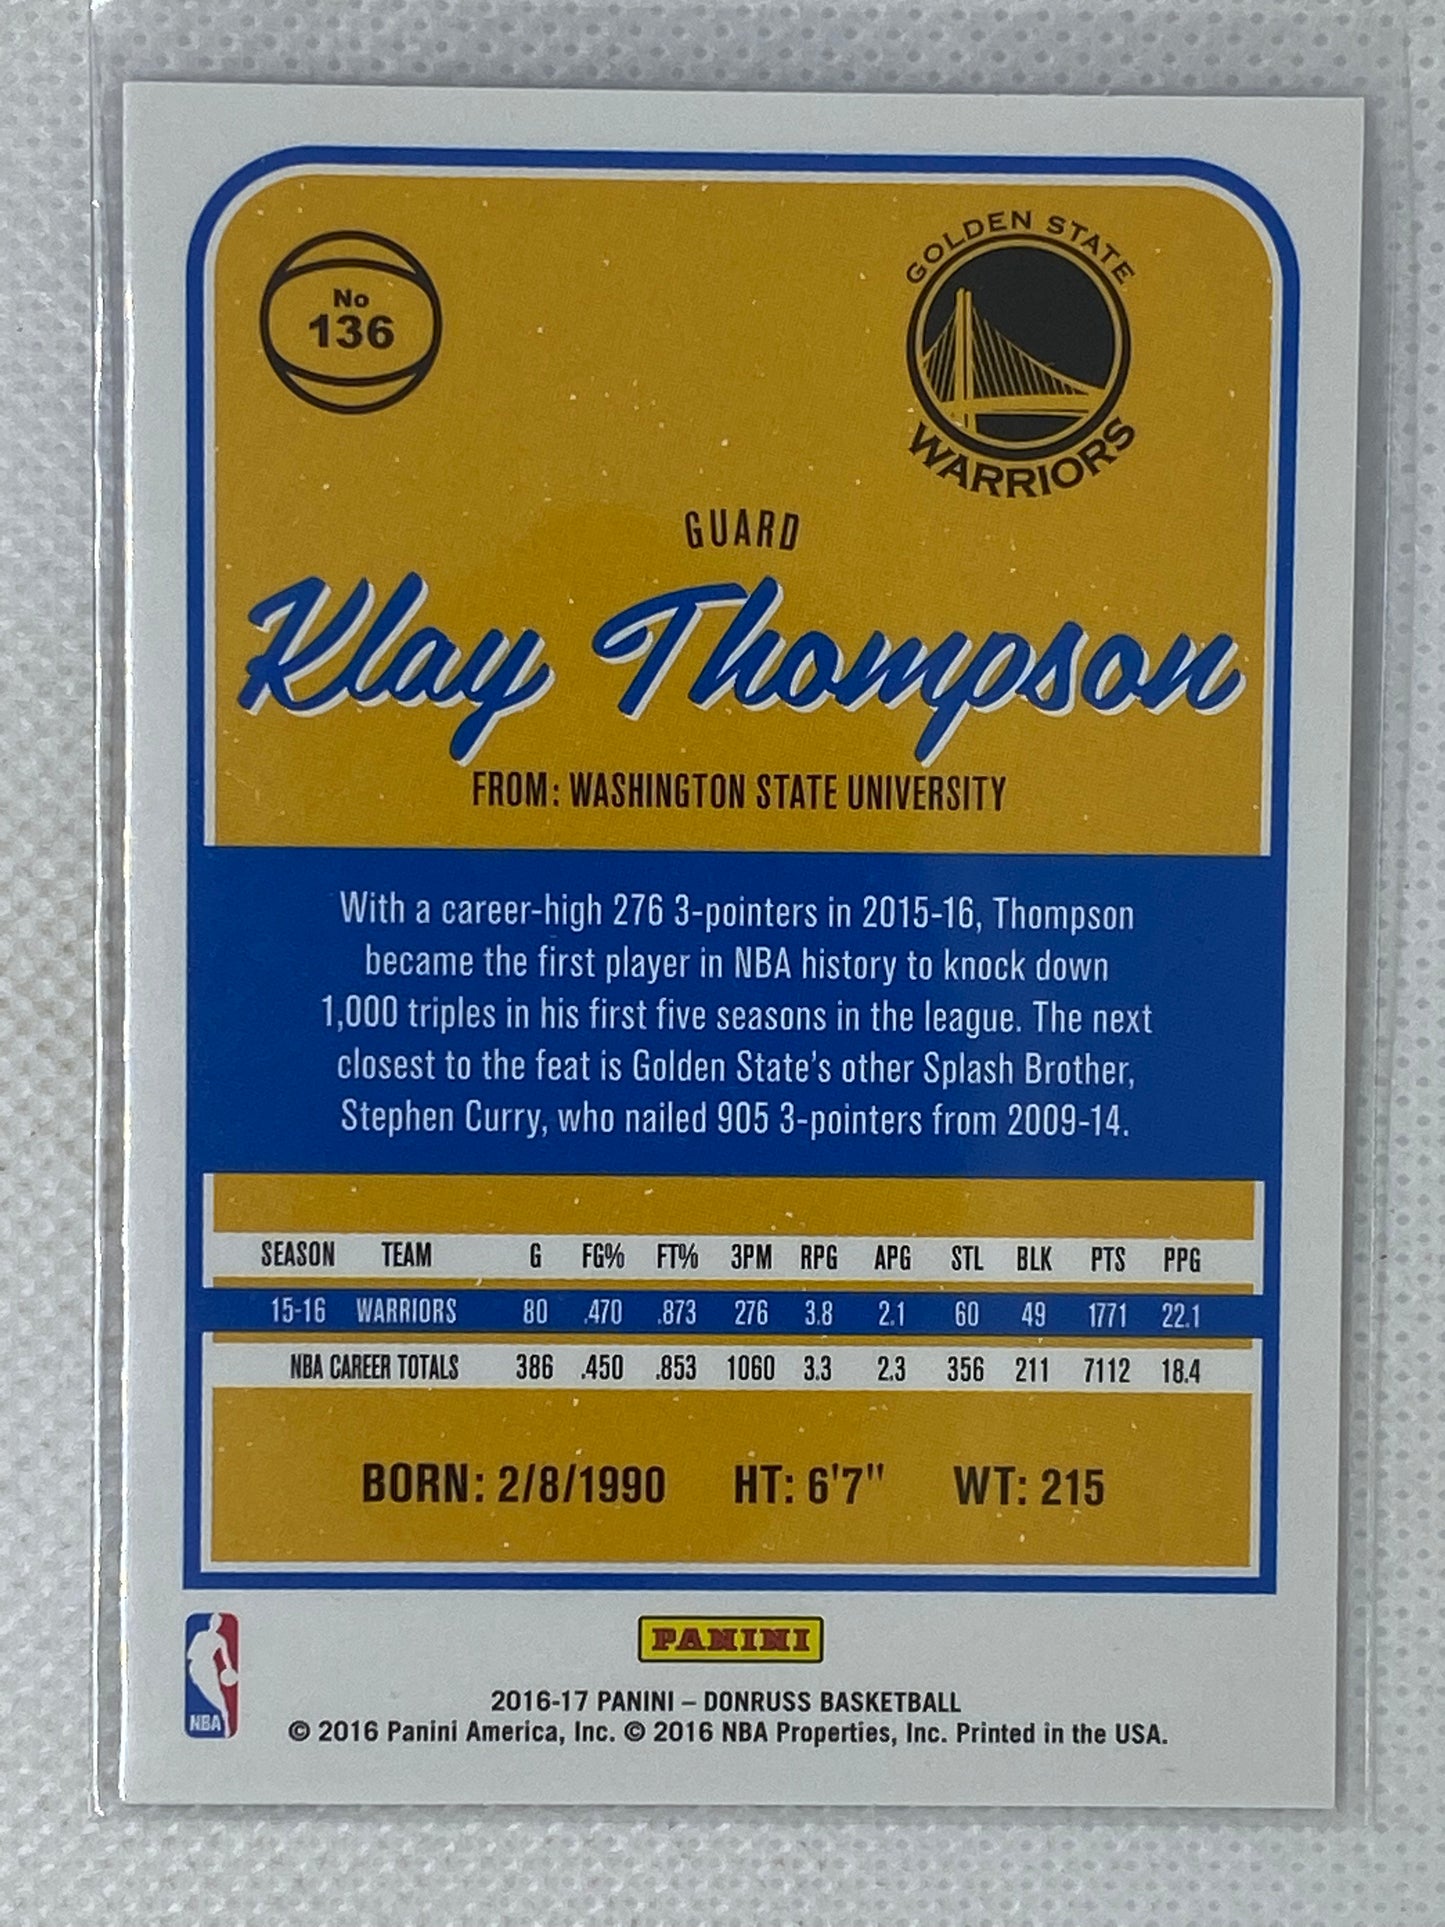 No
136
GOLDEN STATE
WARRIORS
GUARD
Klay Thompson
FROM: WASHINGTON STATE UNIVERSITY
With a career-high 276 3-pointers in 2015-16, Thompson
became the first player in NBA history to knock down
1,000 triples in his first five seasons in the league. The next
closest to the feat is Golden State's other Splash Brother,
Stephen Curry, who nailed 905 3-pointers from 2009-14.
SEASON TEAM G FG% FT% 3PM RPG APG STL BLK PTS PPG
15-16 WARRIORS 80 .470 .873 276 3.8 2.1 60 49 1771 22.1
NBA CAREER TOTALS 386 .450 .853 1060 3.3 2.3 356 211 7112 18.4
BORN: 2/8/1990 HT: 6'7" WT: 215
NBA
PANINI
2016-17 PANINI – DONRUSS BASKETBALL
© 2016 Panini America, Inc. © 2016 NBA Properties, Inc. Printed in the USA.